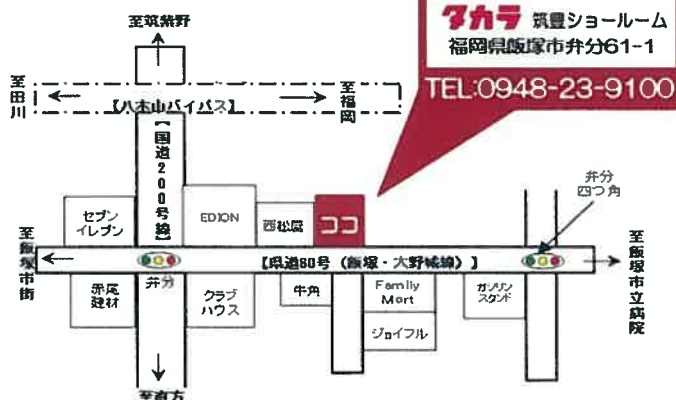 タカラ 筑豊ショールーム
福岡県飯塚市弁分61-1
TEL:0948-23-9100
至筑紫野
至田川
至福岡
【八木山バイパス】
【国道200号線】
弁分
四つ角
セブン
イレブン
EDION
西松屋
ココ
至飯塚市街
【県道60号(飯塚・大野城線)】
至飯塚市立病院
弁分
赤尾
建材
クラブ
ハウス
牛角
Family
Mart
ガソリン
スタンド
ジョイフル
至直方